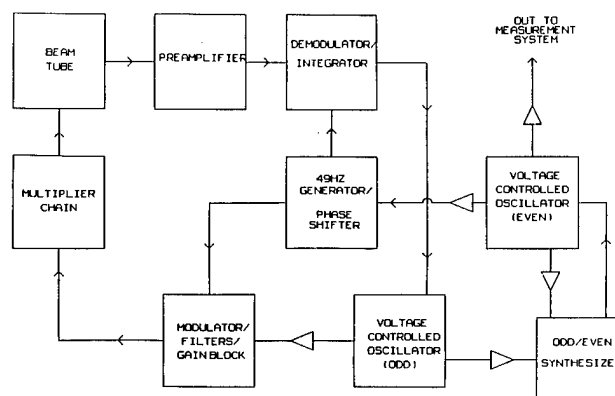 BEAM
TUBE
PREAMPLIFIER
DEMODULATOR/
INTEGRATOR
OUT TO
MEASUREMENT
SYSTEM
MULTIPLIER
CHAIN
49HZ
GENERATOR/
PHASE
SHIFTER
VOLTAGE
CONTROLLED
OSCILLATOR
(EVEN)
MODULATOR/
FILTERS/
GAIN BLOCK
VOLTAGE
CONTROLLED
OSCILLATOR
(ODD)
ODD/EVEN
SYNTHESIZE